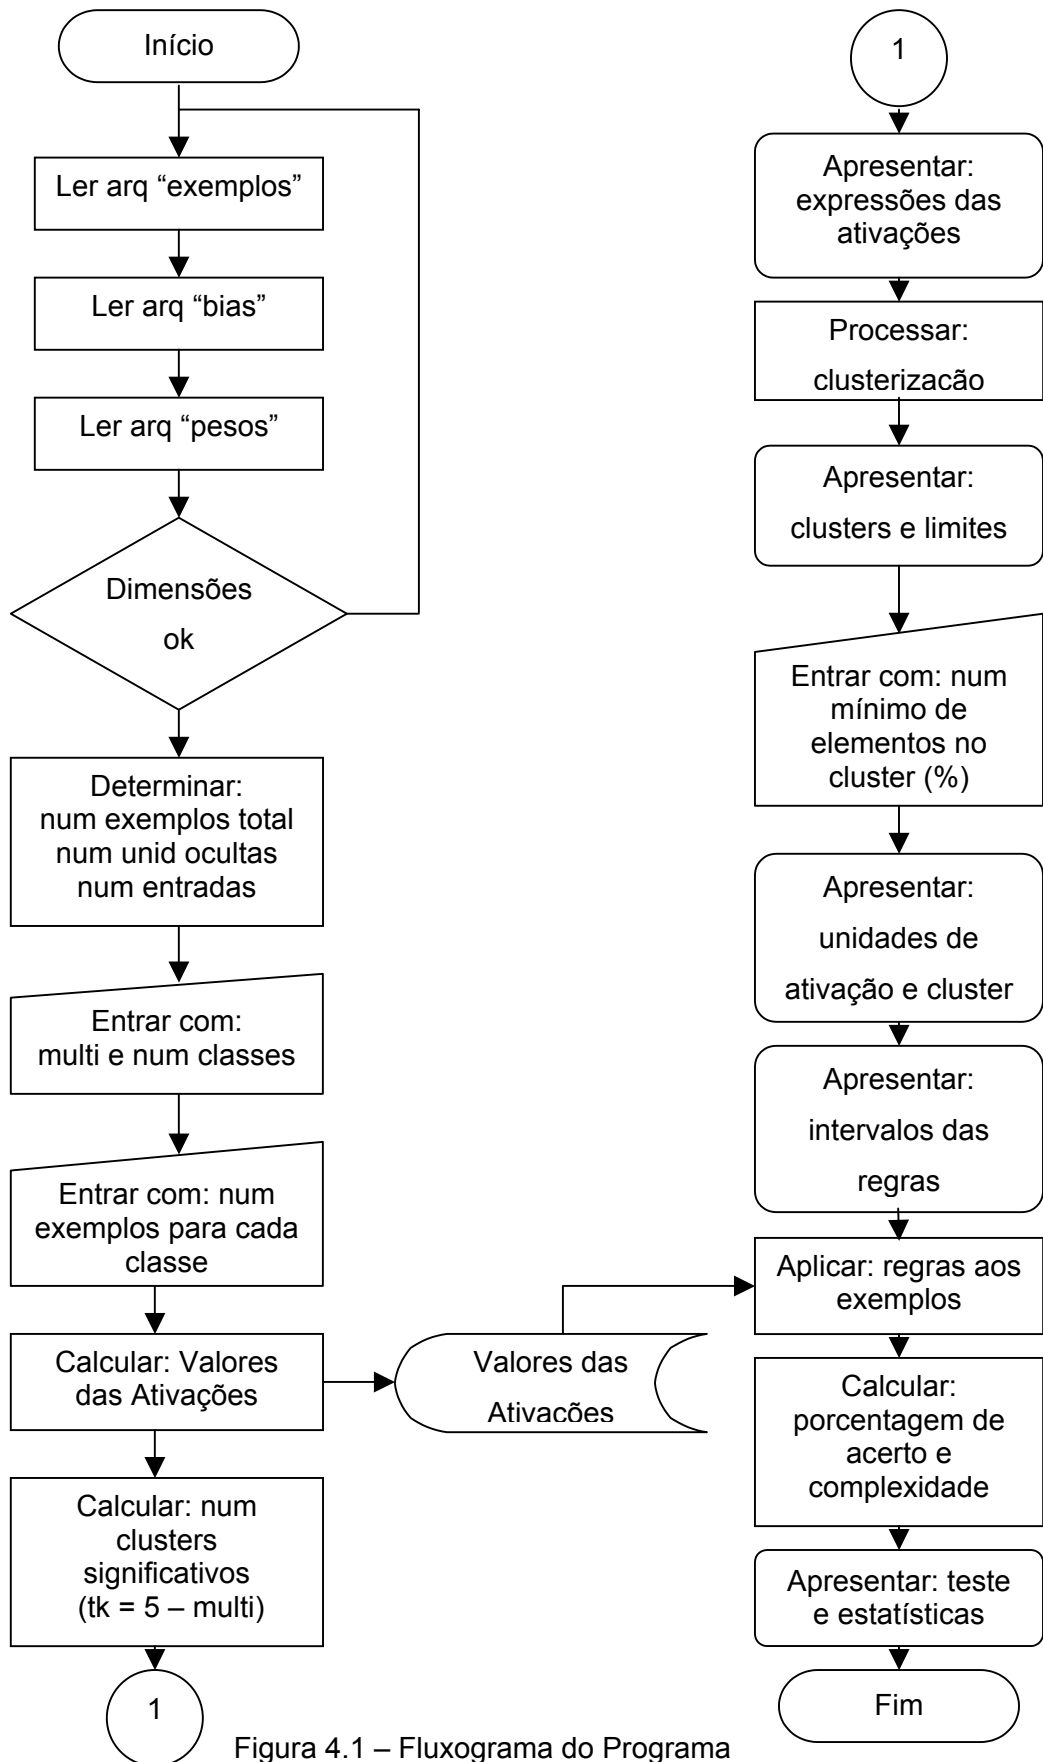 Início
Ler arq “exemplos”
Ler arq “bias”
Ler arq “pesos”
Dimensões
ok
Determinar:
num exemplos total
num unid ocultas
num entradas
Entrar com:
multi e num classes
Entrar com: num
exemplos para cada
classe
Calcular: Valores
das Ativações
Valores das
Ativações
Calcular: num
clusters
significativos
(tk = 5 – multi)
1
1
Apresentar:
expressões das
ativações
Processar:
clusterização
Apresentar:
clusters e limites
Entrar com: num
mínimo de
elementos no
cluster (%)
Apresentar:
unidades de
ativação e cluster
Apresentar:
intervalos das
regras
Aplicar: regras aos
exemplos
Calcular:
porcentagem de
acerto e
complexidade
Apresentar: teste
e estatísticas
Fim
Figura 4.1 – Fluxograma do Programa